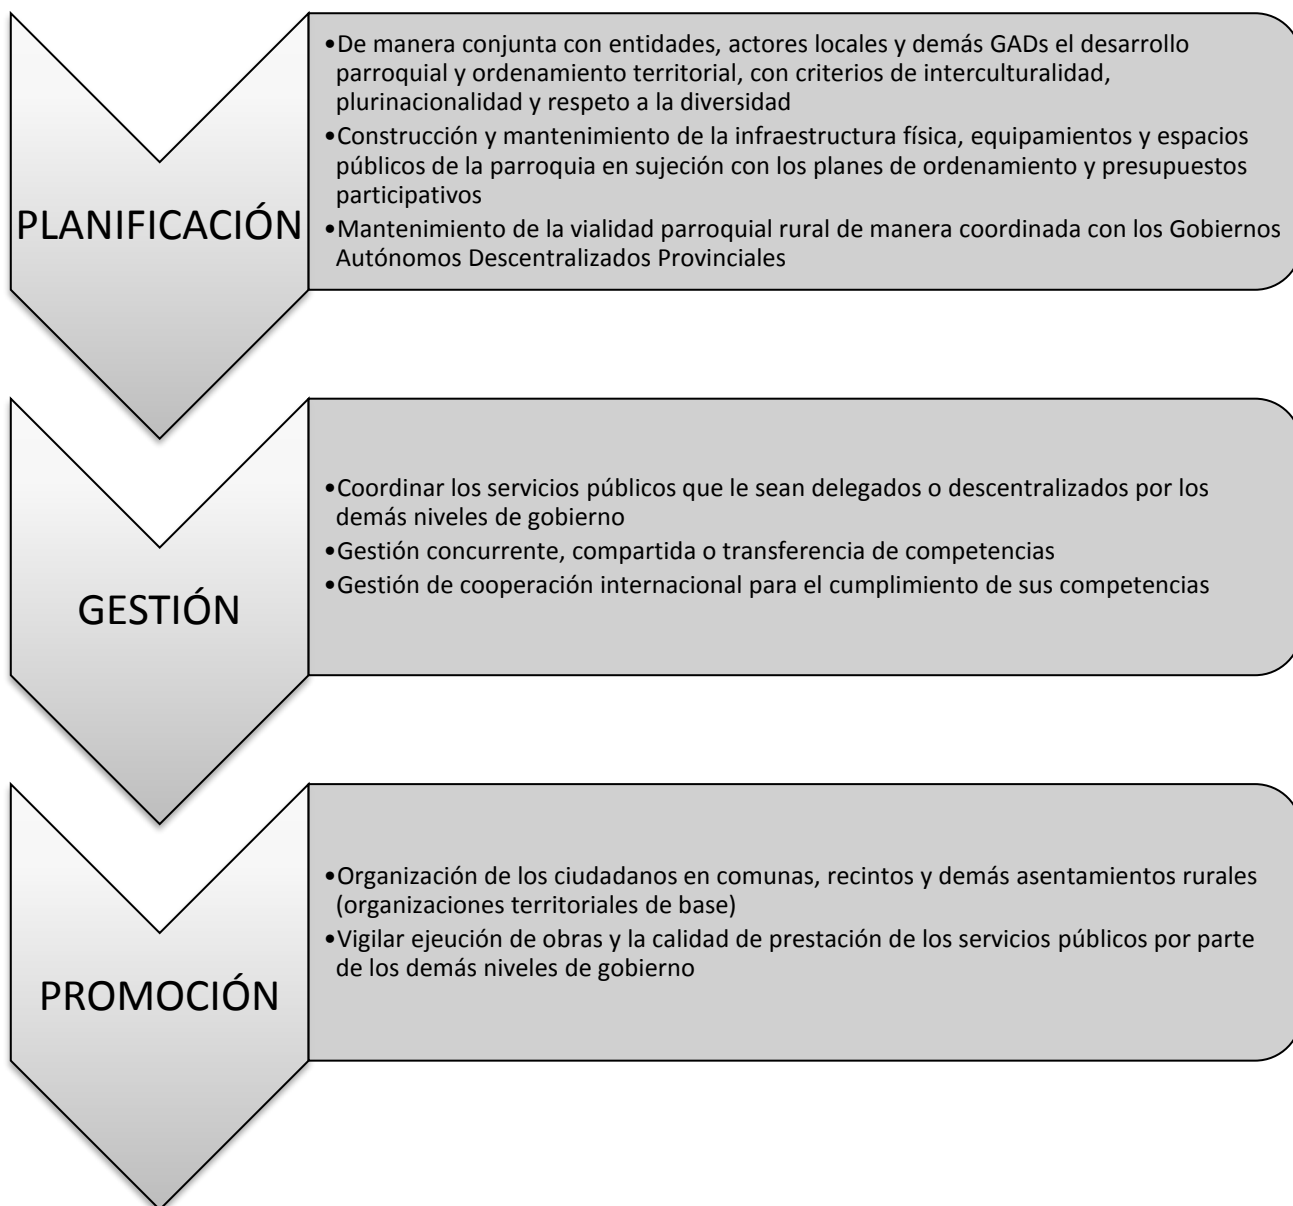 PLANIFICACIÓN
•De manera conjunta con entidades, actores locales y demás GADs el desarrollo
parroquial y ordenamiento territorial, con criterios de interculturalidad,
plurinacionalidad y respeto a la diversidad
•Construcción y mantenimiento de la infraestructura física, equipamientos y espacios
públicos de la parroquia en sujeción con los planes de ordenamiento y presupuestos
participativos
•Mantenimiento de la vialidad parroquial rural de manera coordinada con los Gobiernos
Autónomos Descentralizados Provinciales
GESTIÓN
•Coordinar los servicios públicos que le sean delegados o descentralizados por los
demás niveles de gobierno
•Gestión concurrente, compartida o transferencia de competencias
•Gestión de cooperación internacional para el cumplimiento de sus competencias
PROMOCIÓN
•Organización de los ciudadanos en comunas, recintos y demás asentamientos rurales
(organizaciones territoriales de base)
•Vigilar ejeución de obras y la calidad de prestación de los servicios públicos por parte
de los demás niveles de gobierno